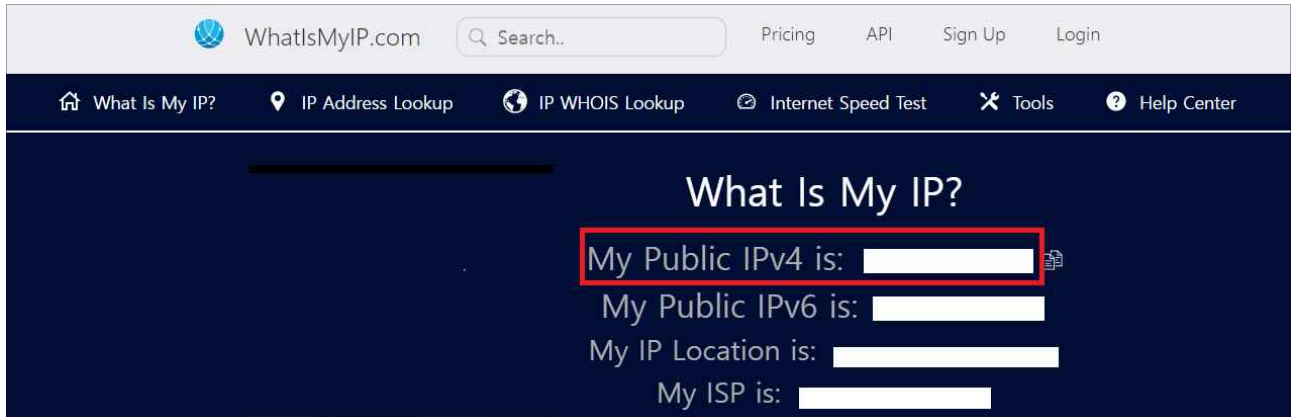 WhatIsMyIP.com Search.. Pricing API Sign Up Login
What Is My IP? IP Address Lookup IP WHOIS Lookup Internet Speed Test Tools Help Center
What Is My IP?
My Public IPv4 is:
My Public IPv6 is:
My IP Location is:
My ISP is: